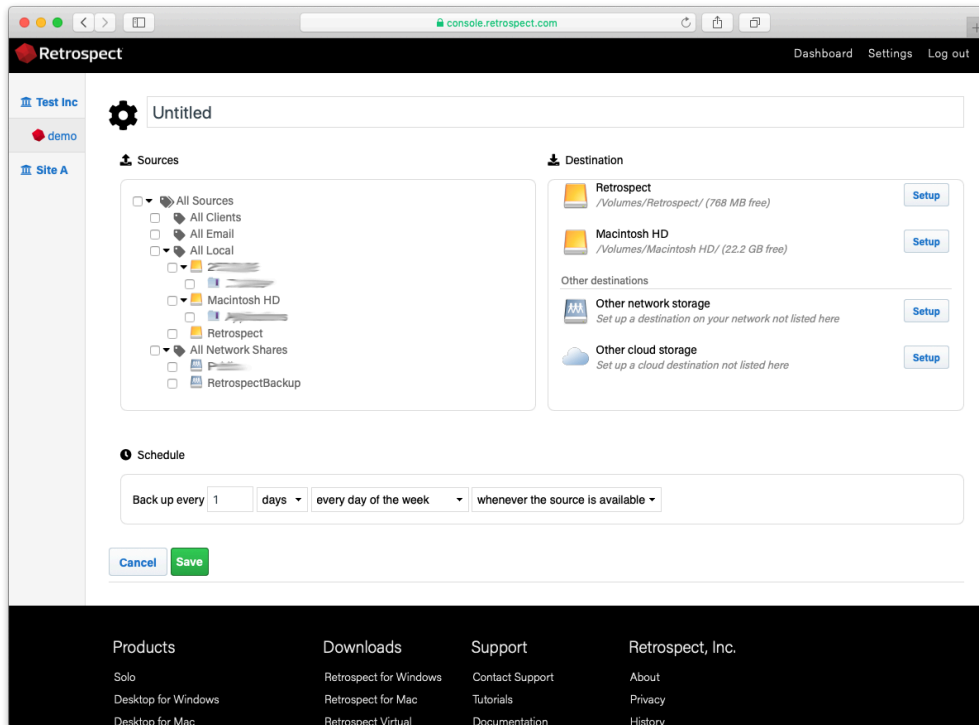 console.retrospect.com
Retrospect
Dashboard Settings Log out
Test Inc
demo
Site A
Untitled
Sources
All Sources
All Clients
All Email
All Local
Macintosh HD
Retrospect
All Network Shares
RetrospectBackup
Destination
Retrospect
/Volumes/Retrospect/ (768 MB free)
Setup
Macintosh HD
/Volumes/Macintosh HD/ (22.2 GB free)
Setup
Other destinations
Other network storage
Set up a destination on your network not listed here
Setup
Other cloud storage
Set up a cloud destination not listed here
Setup
Schedule
Back up every 1 days every day of the week whenever the source is available
Cancel Save
Products
Solo
Desktop for Windows
Desktop for Mac
Downloads
Retrospect for Windows
Retrospect for Mac
Retrospect Virtual
Support
Contact Support
Tutorials
Documentation
Retrospect, Inc.
About
Privacy
History